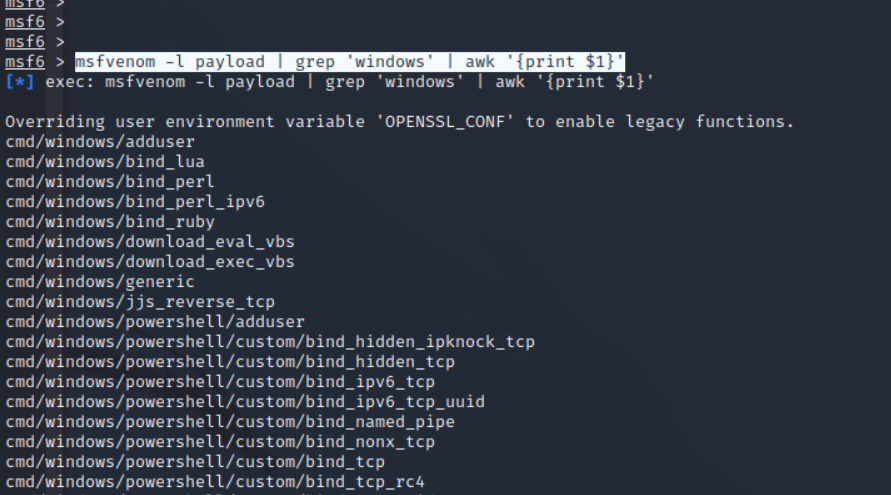 msf6 >
msf6 >
msf6 >
msf6 > msfvenom -l payload | grep 'windows' | awk '{print $1}'
[*] exec: msfvenom -l payload | grep 'windows' | awk '{print $1}'
Overriding user environment variable 'OPENSSL_CONF' to enable legacy functions.
cmd/windows/adduser
cmd/windows/bind_lua
cmd/windows/bind_perl
cmd/windows/bind_perl_ipv6
cmd/windows/bind_ruby
cmd/windows/download_eval_vbs
cmd/windows/download_exec_vbs
cmd/windows/generic
cmd/windows/jjs_reverse_tcp
cmd/windows/powershell/adduser
cmd/windows/powershell/custom/bind_hidden_ipknock_tcp
cmd/windows/powershell/custom/bind_hidden_tcp
cmd/windows/powershell/custom/bind_ipv6_tcp
cmd/windows/powershell/custom/bind_ipv6_tcp_uuid
cmd/windows/powershell/custom/bind_named_pipe
cmd/windows/powershell/custom/bind_nonx_tcp
cmd/windows/powershell/custom/bind_tcp
cmd/windows/powershell/custom/bind_tcp_rc4